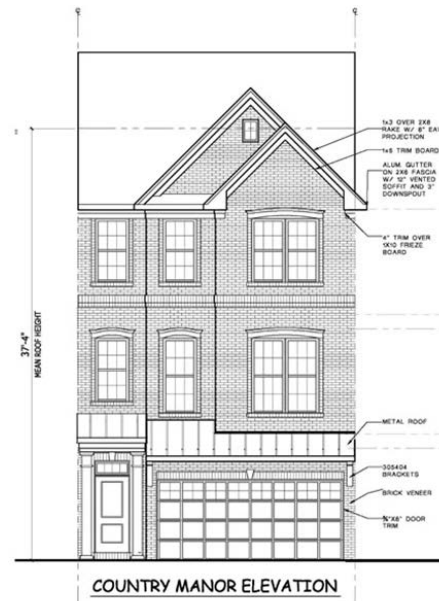 1x3 OVER 2X8
RAKE W/ 6" EAVE
PROJECTION
1x6 TRIM BOARD
ALUM. GUTTER
ON 2X6 FASCIA
W/ 12" VENTED
SOFFIT AND 3"
DOWNSPOUT
4" TRIM OVER
1X10 FRIEZE
BOARD
37'-4"
MEAN ROOF HEIGHT
METAL ROOF
305404
BRACKETS
BRICK VENEER
DOOR
TRIM
COUNTRY MANOR ELEVATION